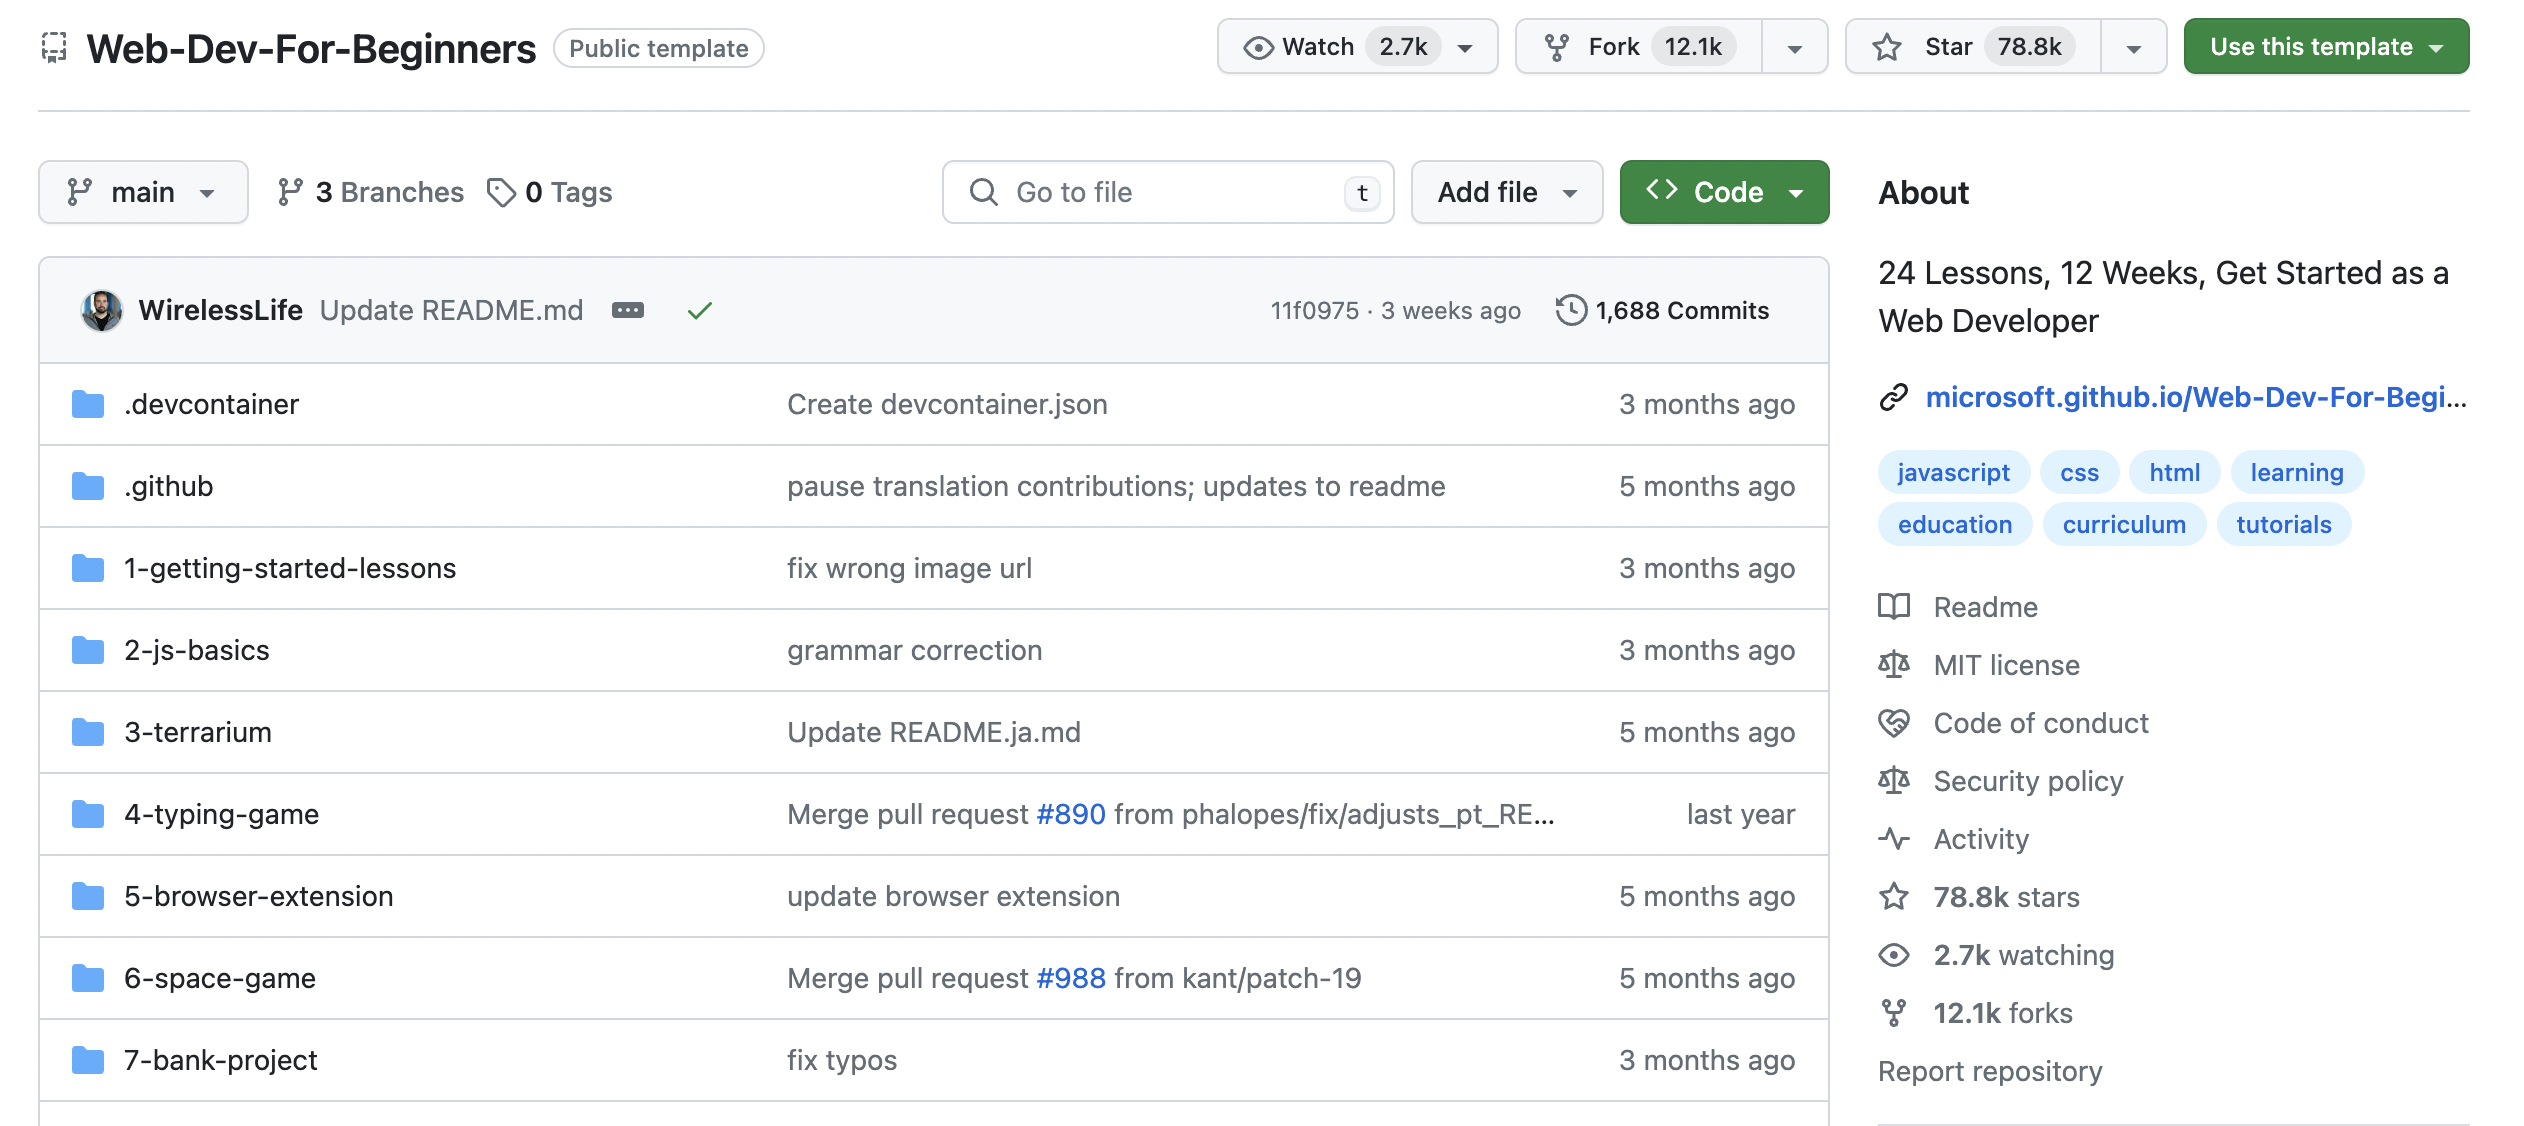 Web-Dev-For-Beginners Public template Watch 2.7k Fork 12.1k Star 78.8k Use this template
main 3 Branches 0 Tags Go to file t Add file Code
WirelessLife Update README.md 11f0975 · 3 weeks ago 1,688 Commits
.devcontainer Create devcontainer.json 3 months ago
.github pause translation contributions; updates to readme 5 months ago
1-getting-started-lessons fix wrong image url 3 months ago
2-js-basics grammar correction 3 months ago
3-terrarium Update README.ja.md 5 months ago
4-typing-game Merge pull request #890 from phalopes/fix/adjusts_pt_RE... last year
5-browser-extension update browser extension 5 months ago
6-space-game Merge pull request #988 from kant/patch-19 5 months ago
7-bank-project fix typos 3 months ago
About
24 Lessons, 12 Weeks, Get Started as a
Web Developer
microsoft.github.io/Web-Dev-For-Begi...
javascript css html learning
education curriculum tutorials
Readme
MIT license
Code of conduct
Security policy
Activity
78.8k stars
2.7k watching
12.1k forks
Report repository